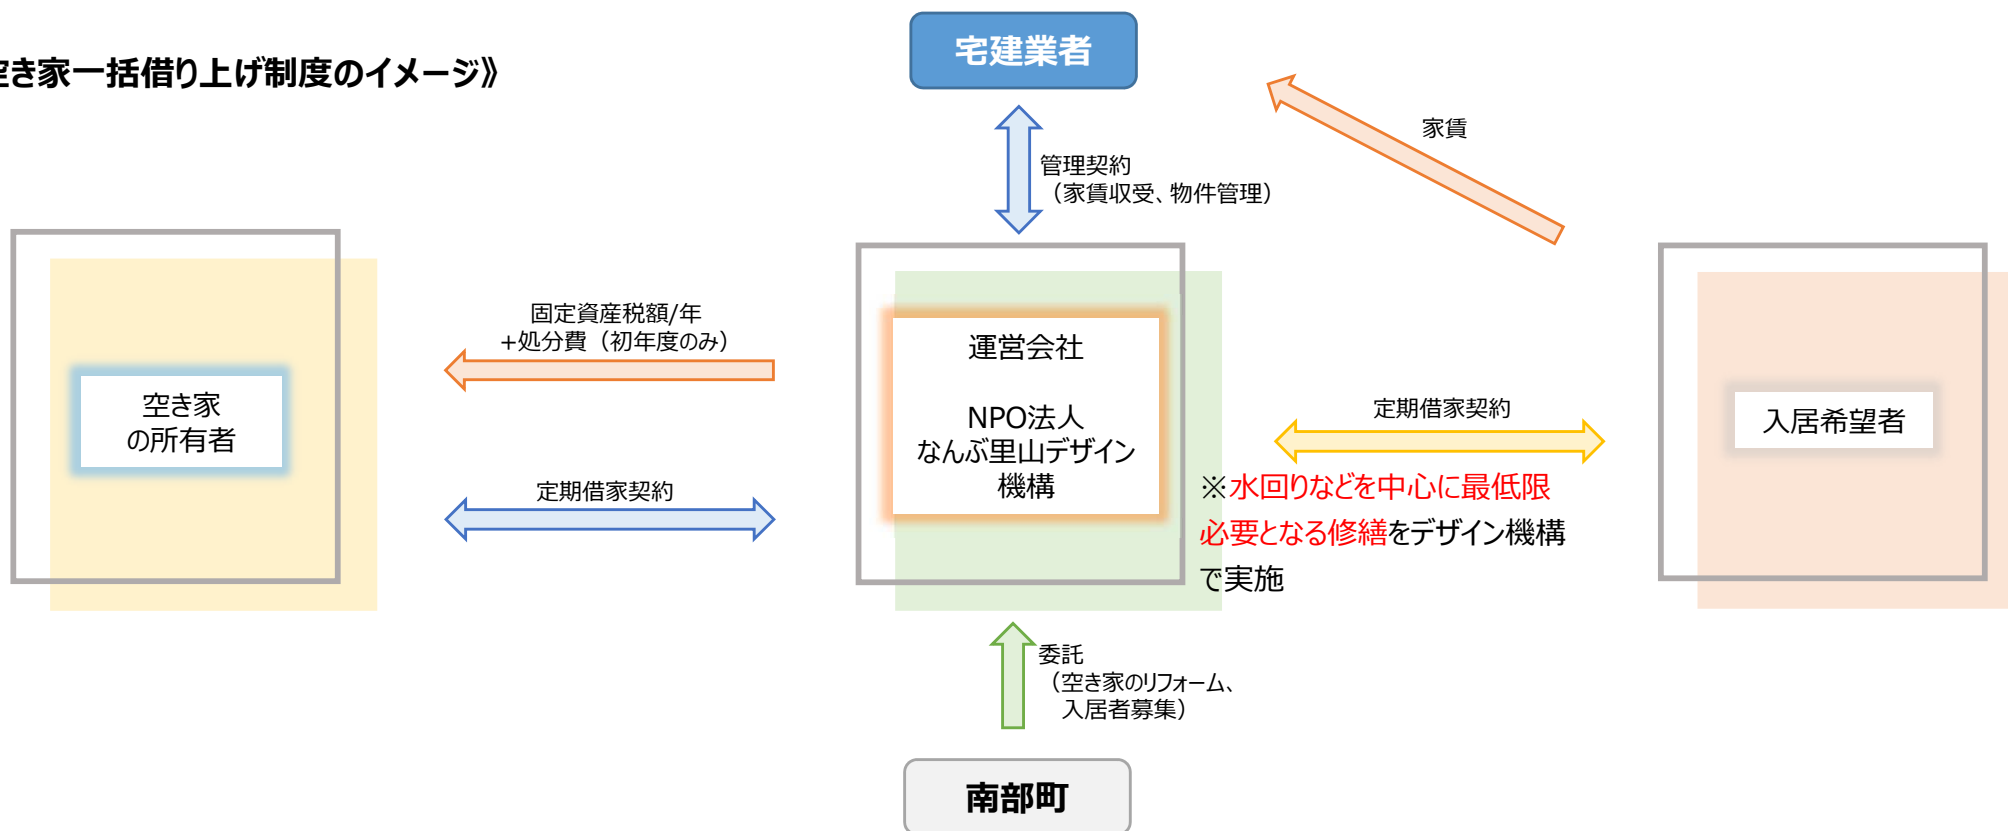 空き家一括借り上げ制度のイメージ》
宅建業者
家賃
管理契約
（家賃収受、物件管理）
固定資産税額/年
+処分費（初年度のみ）
空き家
の所有者
定期借家契約
運営会社
NPO法人
なんぶ里山デザイン
機構
定期借家契約
入居希望者
※水回りなどを中心に最低限
必要となる修繕をデザイン機構
で実施
委託
（空き家のリフォーム、
入居者募集）
南部町